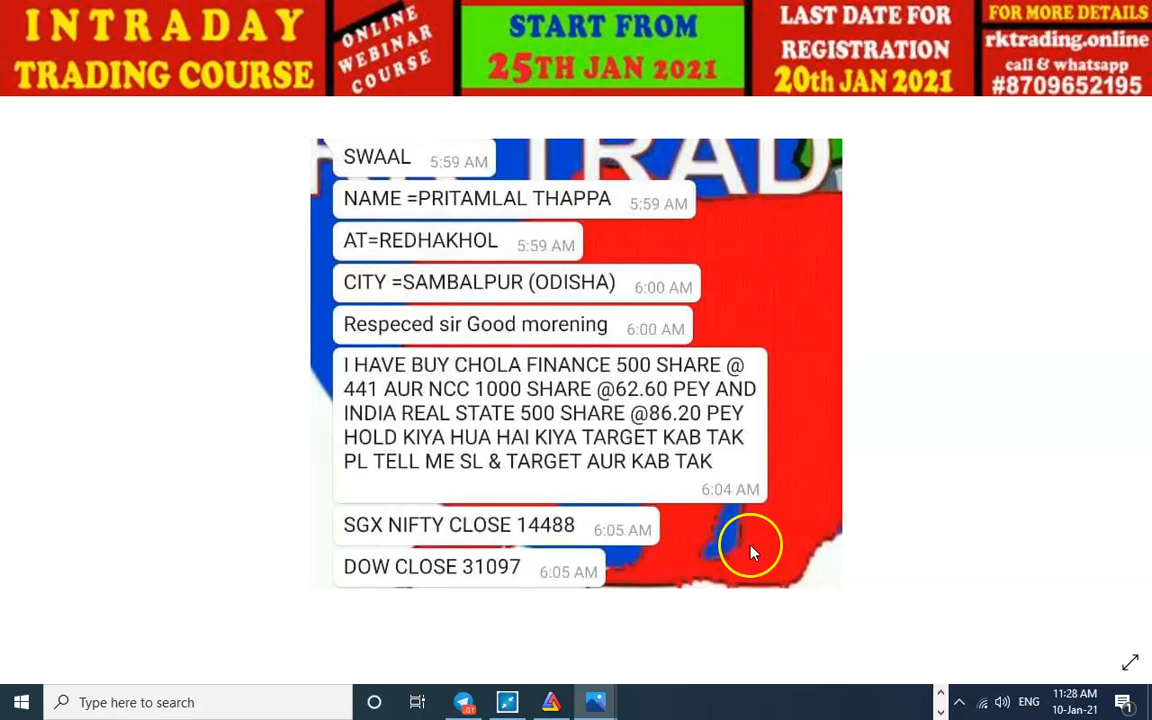 INTRADAY
TRADING COURSE
ONLINE
WEBINAR
COURSE
START FROM
25TH JAN 2021
LAST DATE FOR
REGISTRATION
20th JAN 2021
FOR MORE DETAILS
rktrading.online
call & whatsapp
#8709652195
TRAD
SWAAL 5:59 AM
NAME =PRITAMLAL THAPPA 5:59 AM
AT=REDHAKHOL 5:59 AM
CITY =SAMBALPUR (ODISHA) 6:00 AM
Respeced sir Good morening 6:00 AM
I HAVE BUY CHOLA FINANCE 500 SHARE @
441 AUR NCC 1000 SHARE @62.60 PEY AND
INDIA REAL STATE 500 SHARE @86.20 PEY
HOLD KIYA HUA HAI KIYA TARGET KAB TAK
PL TELL ME SL & TARGET AUR KAB TAK
6:04 AM
SGX NIFTY CLOSE 14488 6:05 AM
DOW CLOSE 31097 6:05 AM
Type here to search
ENG
11:28 AM
10-Jan-21